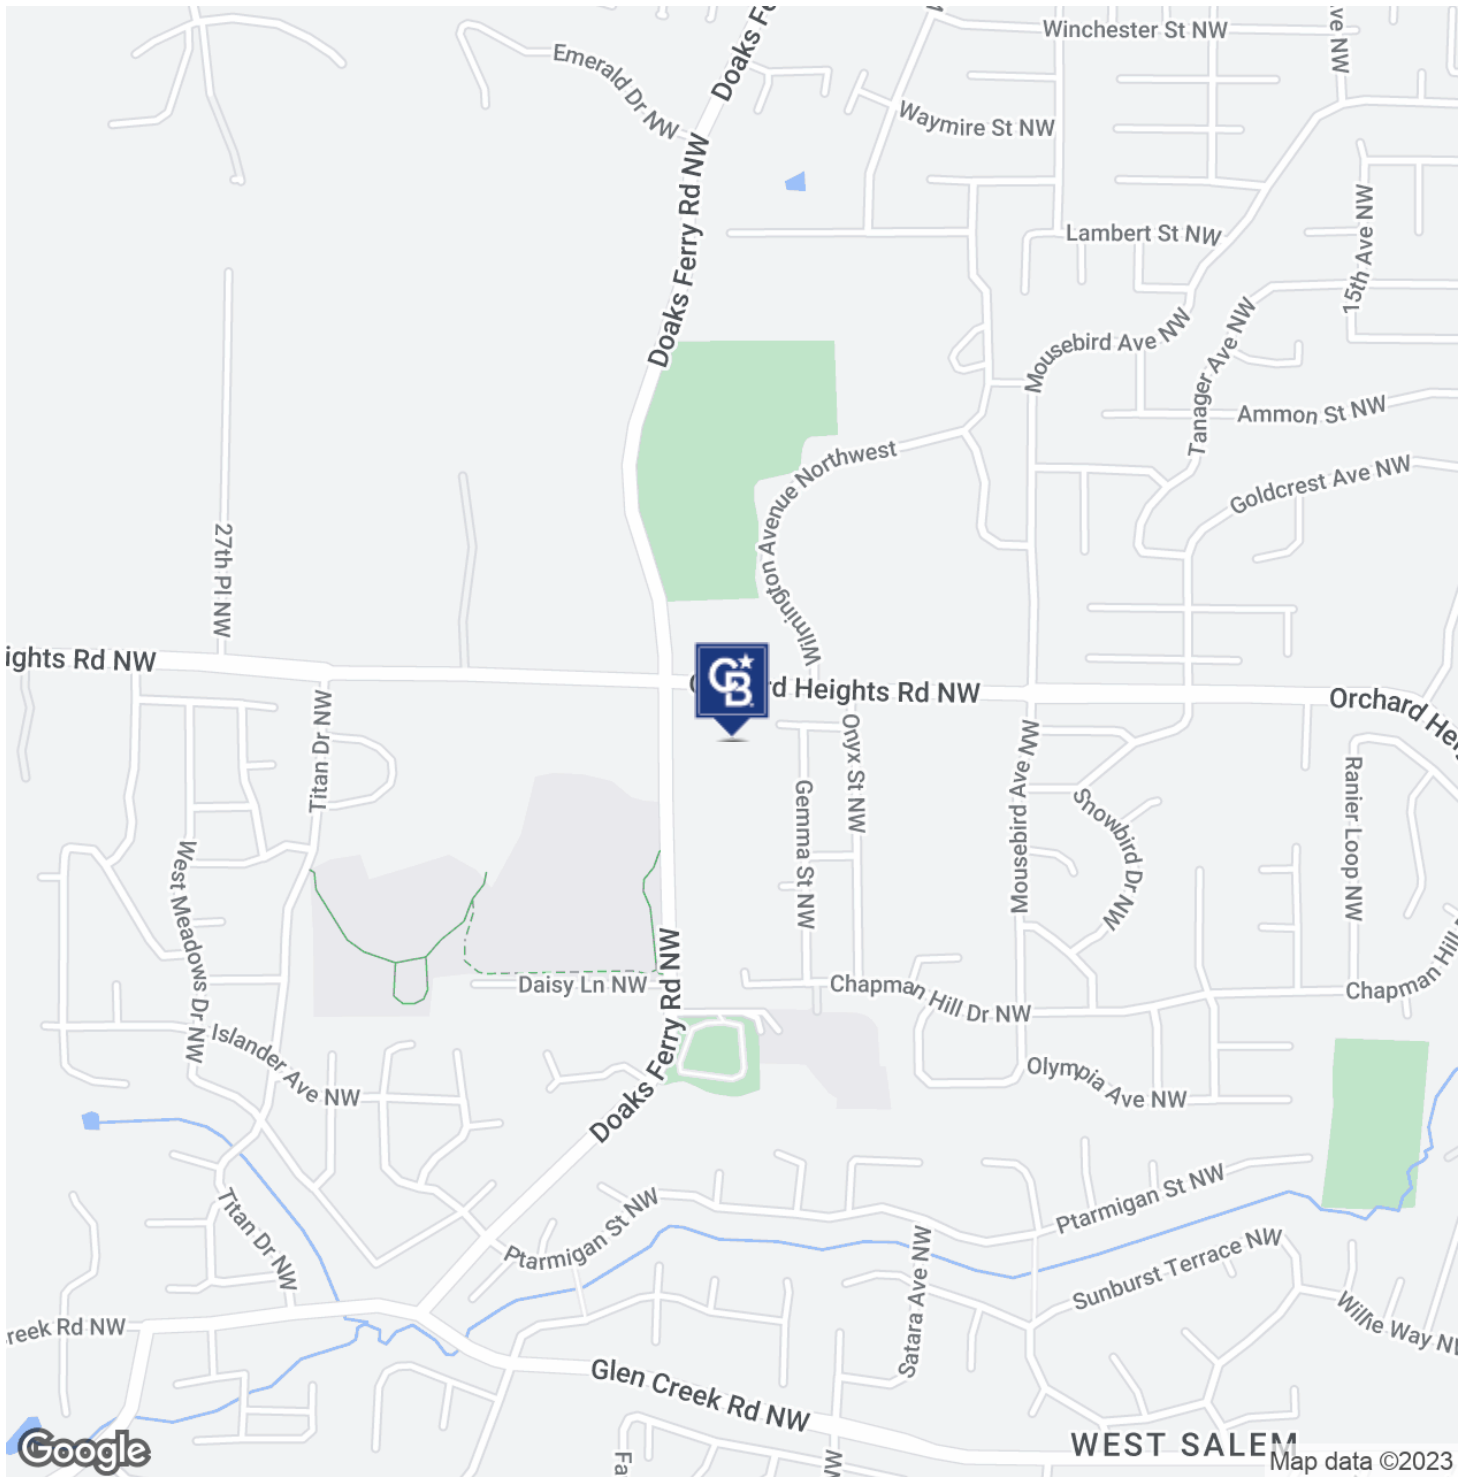 Doaks Fe
Winchester St NW
ve NW
Emerald Dr NW
Waymire St NW
Doaks Ferry Rd NW
Lambert St NW
15th Ave NW
Mousebird Ave NW
Tanager Ave NW
Ammon St NW
Wilmington Avenue Northwest
Goldcrest Ave NW
27th Pl NW
ights Rd NW
CB
rd Heights Rd NW
Orchard Hei
Titan Dr NW
Onyx St NW
Gemma St NW
Mousebird Ave NW
Snowbird Dr NW
Ranier Loop NW
West Meadows Dr NW
Daisy Ln NW
Doaks Ferry Rd NW
Chapman Hill Dr NW
Chapman Hill
Islander Ave NW
Olympia Ave NW
Titan Dr NW
Ptarmigan St NW
Ptarmigan St NW
Satara Ave NW
Sunburst Terrace NW
Willie Way NW
reek Rd NW
Glen Creek Rd NW
Fa
W
WEST SALEM
Google
Map data ©2023